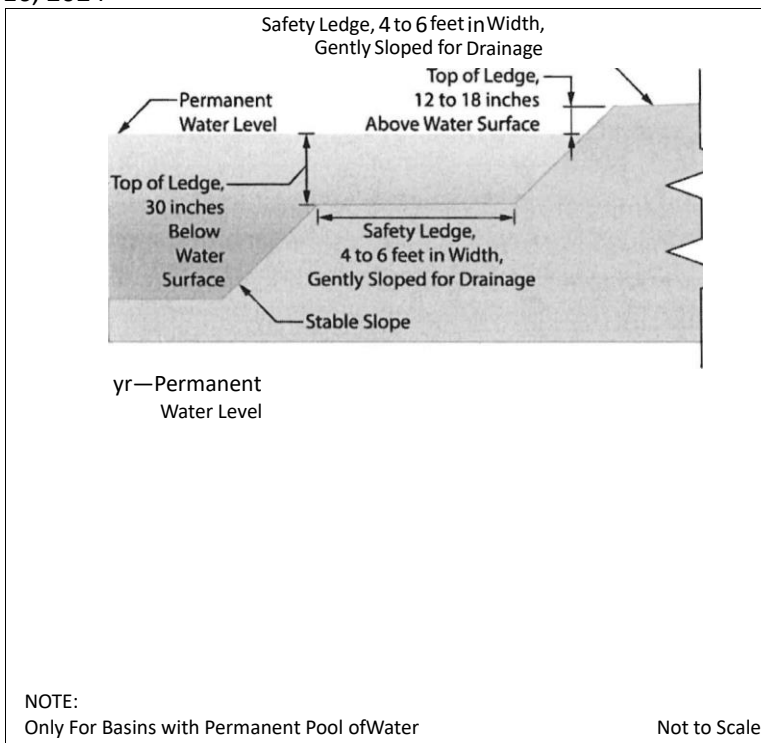 Safety Ledge, 4 to 6 feet in Width,
Gently Sloped for Drainage
Top of Ledge,
12 to 18 inches
Above Water Surface
Permanent
Water Level
Top of Ledge,
30 inches
Below
Water
Surface
Safety Ledge,
4 to 6 feet in Width,
Gently Sloped for Drainage
Stable Slope
yr—Permanent
Water Level
NOTE:
Only For Basins with Permanent Pool ofWater
Not to Scale